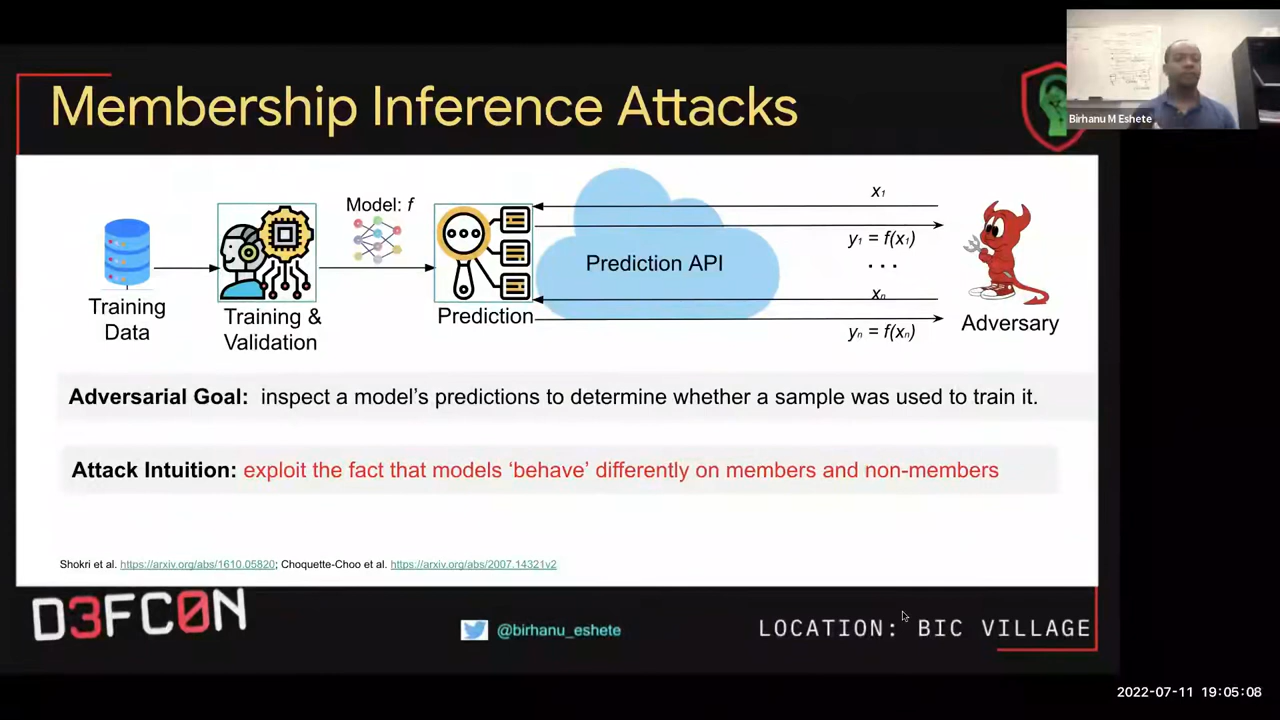 Membership Inference Attacks
Birhanu M Eshete
Model: f
x₁
y₁ = f(x₁)
. . .
xₙ
yₙ = f(xₙ)
Prediction API
Training
Data
Training &
Validation
Prediction
Adversary
Adversarial Goal: inspect a model's predictions to determine whether a sample was used to train it.
Attack Intuition: exploit the fact that models ‘behave’ differently on members and non-members
Shokri et al. https://arxiv.org/abs/1610.05820; Choquette-Choo et al. https://arxiv.org/abs/2007.14321v2
D3FC0N
@birhanu_eshete
LOCATION: BIC VILLAGE
2022-07-11 19:05:08